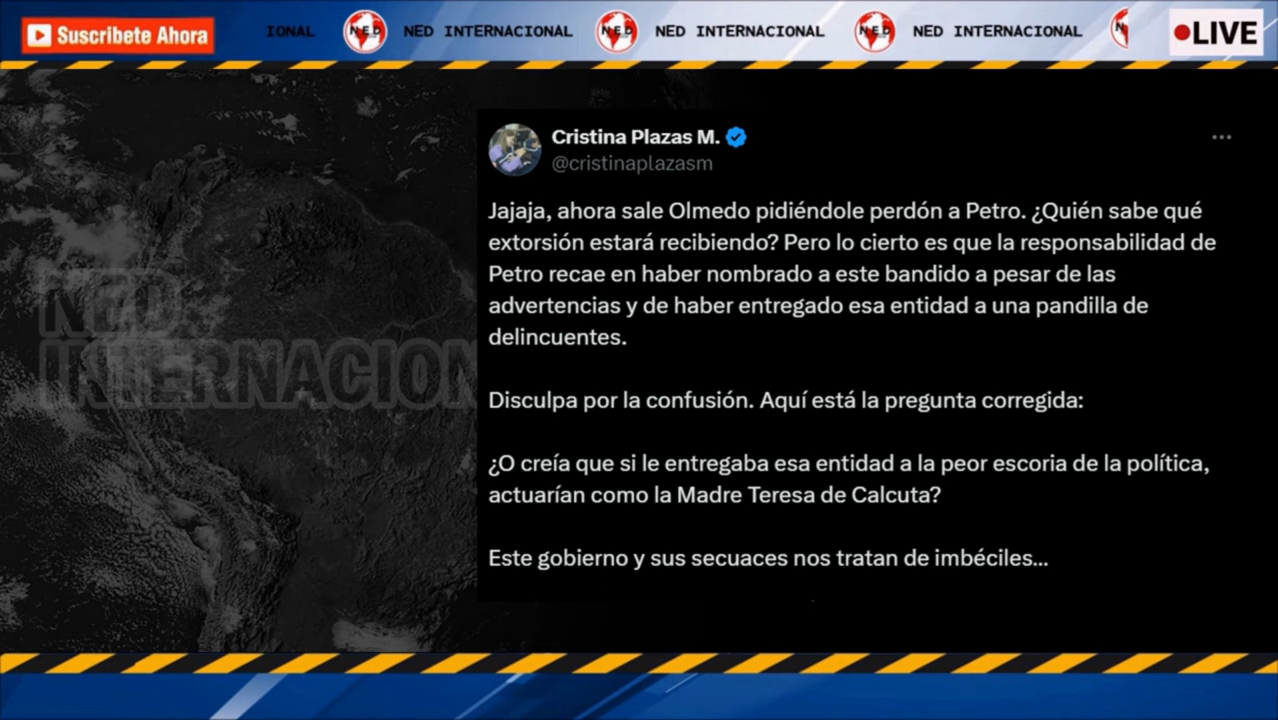 Suscribete Ahora
IONAL
NED
NED INTERNACIONAL
NED
NED INTERNACIONAL
NED
NED INTERNACIONAL
LIVE
NED
INTERNACION
Cristina Plazas M.
@cristinaplazasm
Jajaja, ahora sale Olmedo pidiéndole perdón a Petro. ¿Quién sabe qué
extorsión estará recibiendo? Pero lo cierto es que la responsabilidad de
Petro recae en haber nombrado a este bandido a pesar de las
advertencias y de haber entregado esa entidad a una pandilla de
delincuentes.
Disculpa por la confusión. Aquí está la pregunta corregida:
¿O creía que si le entregaba esa entidad a la peor escoria de la política,
actuarían como la Madre Teresa de Calcuta?
Este gobierno y sus secuaces nos tratan de imbéciles...